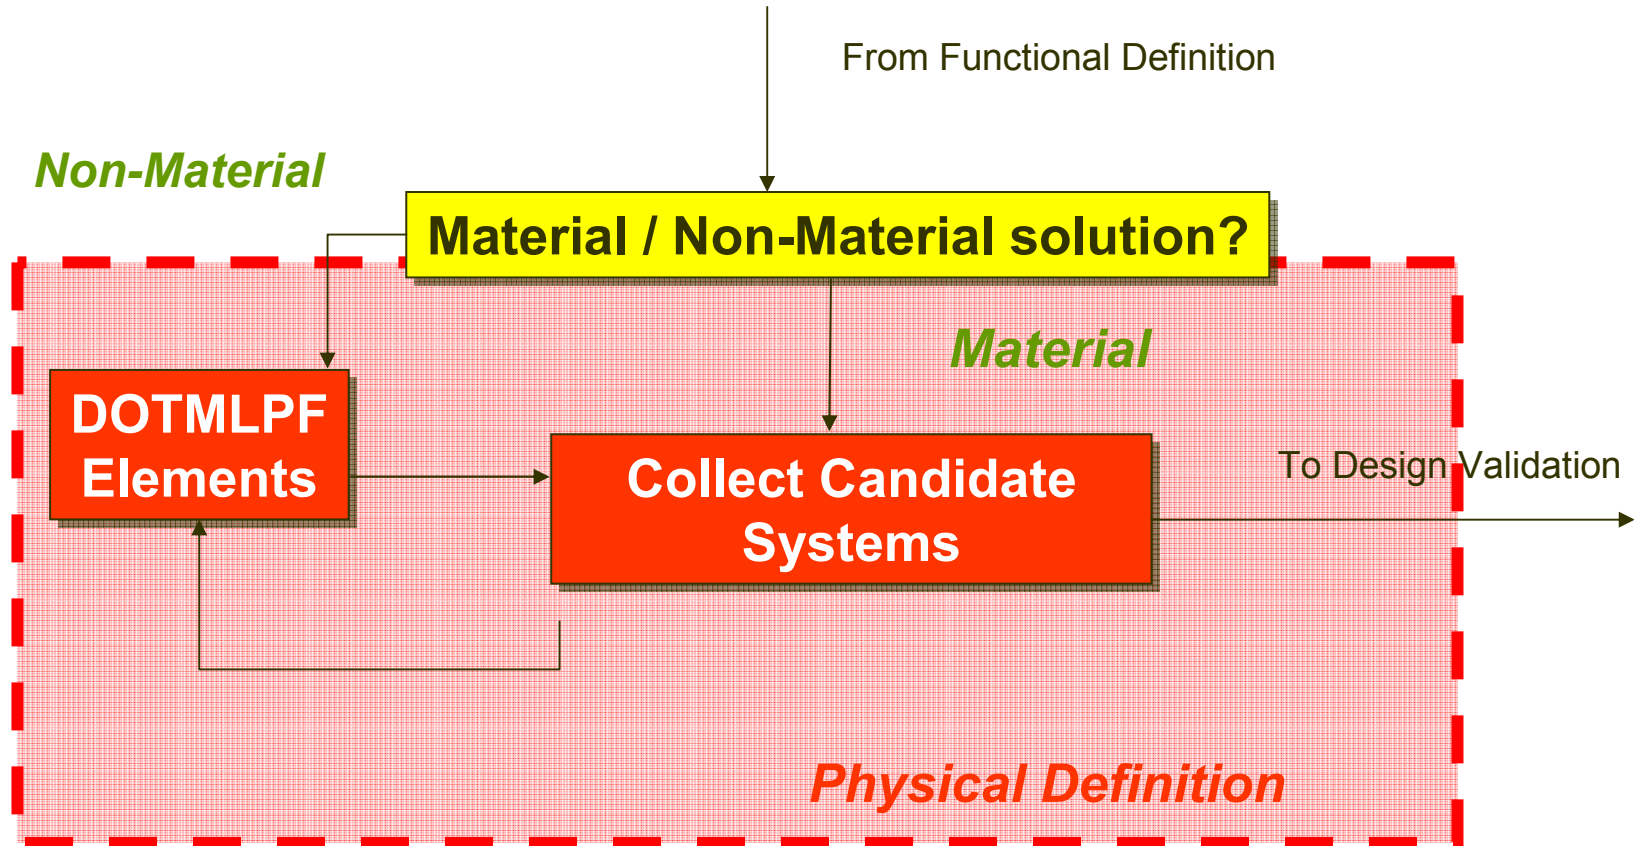 From Functional Definition
Non-Material
Material / Non-Material solution?
Material
DOTMLPF
Elements
Collect Candidate
Systems
To Design Validation
Physical Definition